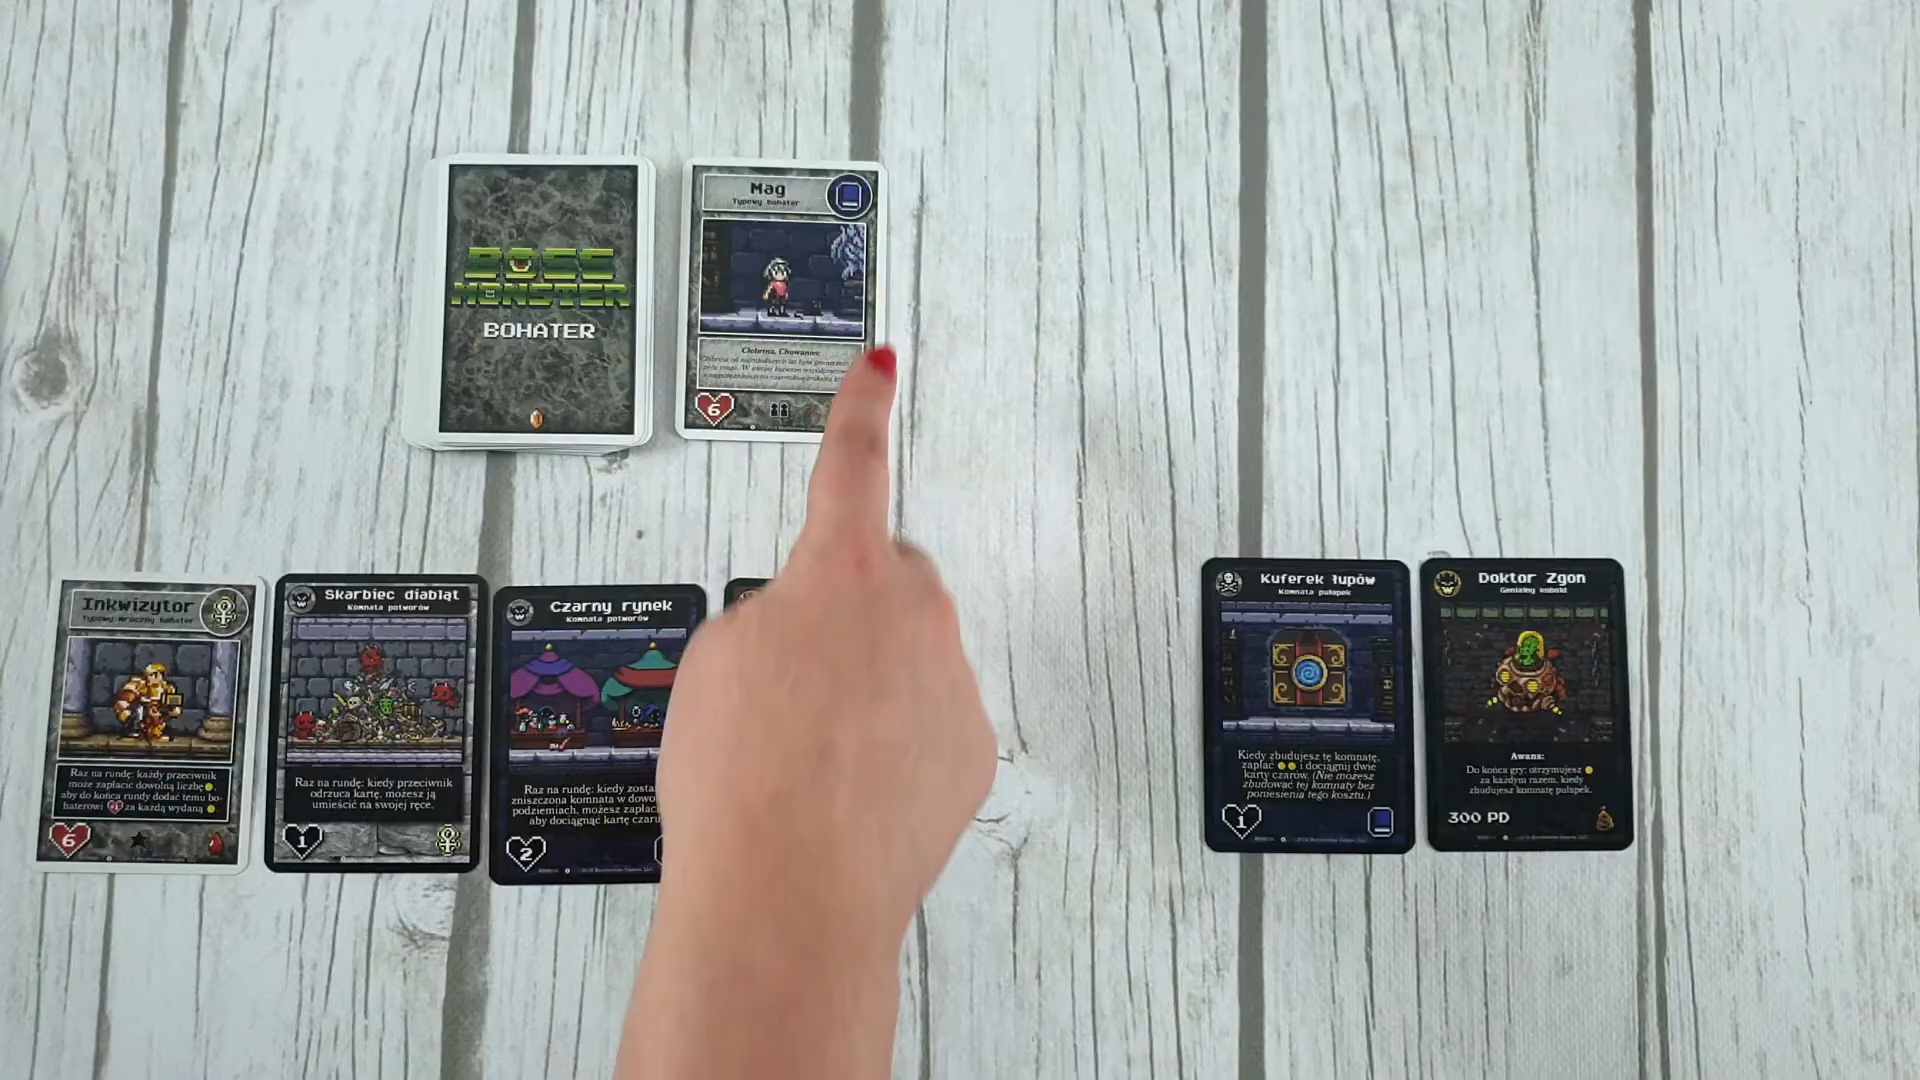 BOSS
MONSTER
BOHATER
Mag
Typowy bohater
Clebrina, Chowaniec
6
Inkwizytor
Typowy mroczny bohater
Raz na rundę: każdy przeciwnik
może zapłacić dowolną liczbę
aby do końca rundy dodać temu bo-
haterowi za każdą wydaną
6
Skarbiec diabląt
Komnata potworów
Raz na rundę: kiedy przeciwnik
odrzuca kartę, możesz ją
umieścić na swojej ręce.
1
Czarny rynek
Komnata potworów
Raz na rundę: kiedy zosta
zniszczona komnata w dowo
podziemiach, możesz zapłac
aby dociągnąć kartę czaru
2
Kuferek łupów
Komnata pułapek
Kiedy zbudujesz tę komnatę,
zapłać i dociągnij dwie
karty czarów. (Nie możesz
zbudować tej komnaty bez
poniesienia tego kosztu.)
1
Doktor Zgon
Genialny kobold
Awans:
Do końca gry: otrzymujesz
za każdym razem, kiedy
zbudujesz komnatę pułapek.
300 PD